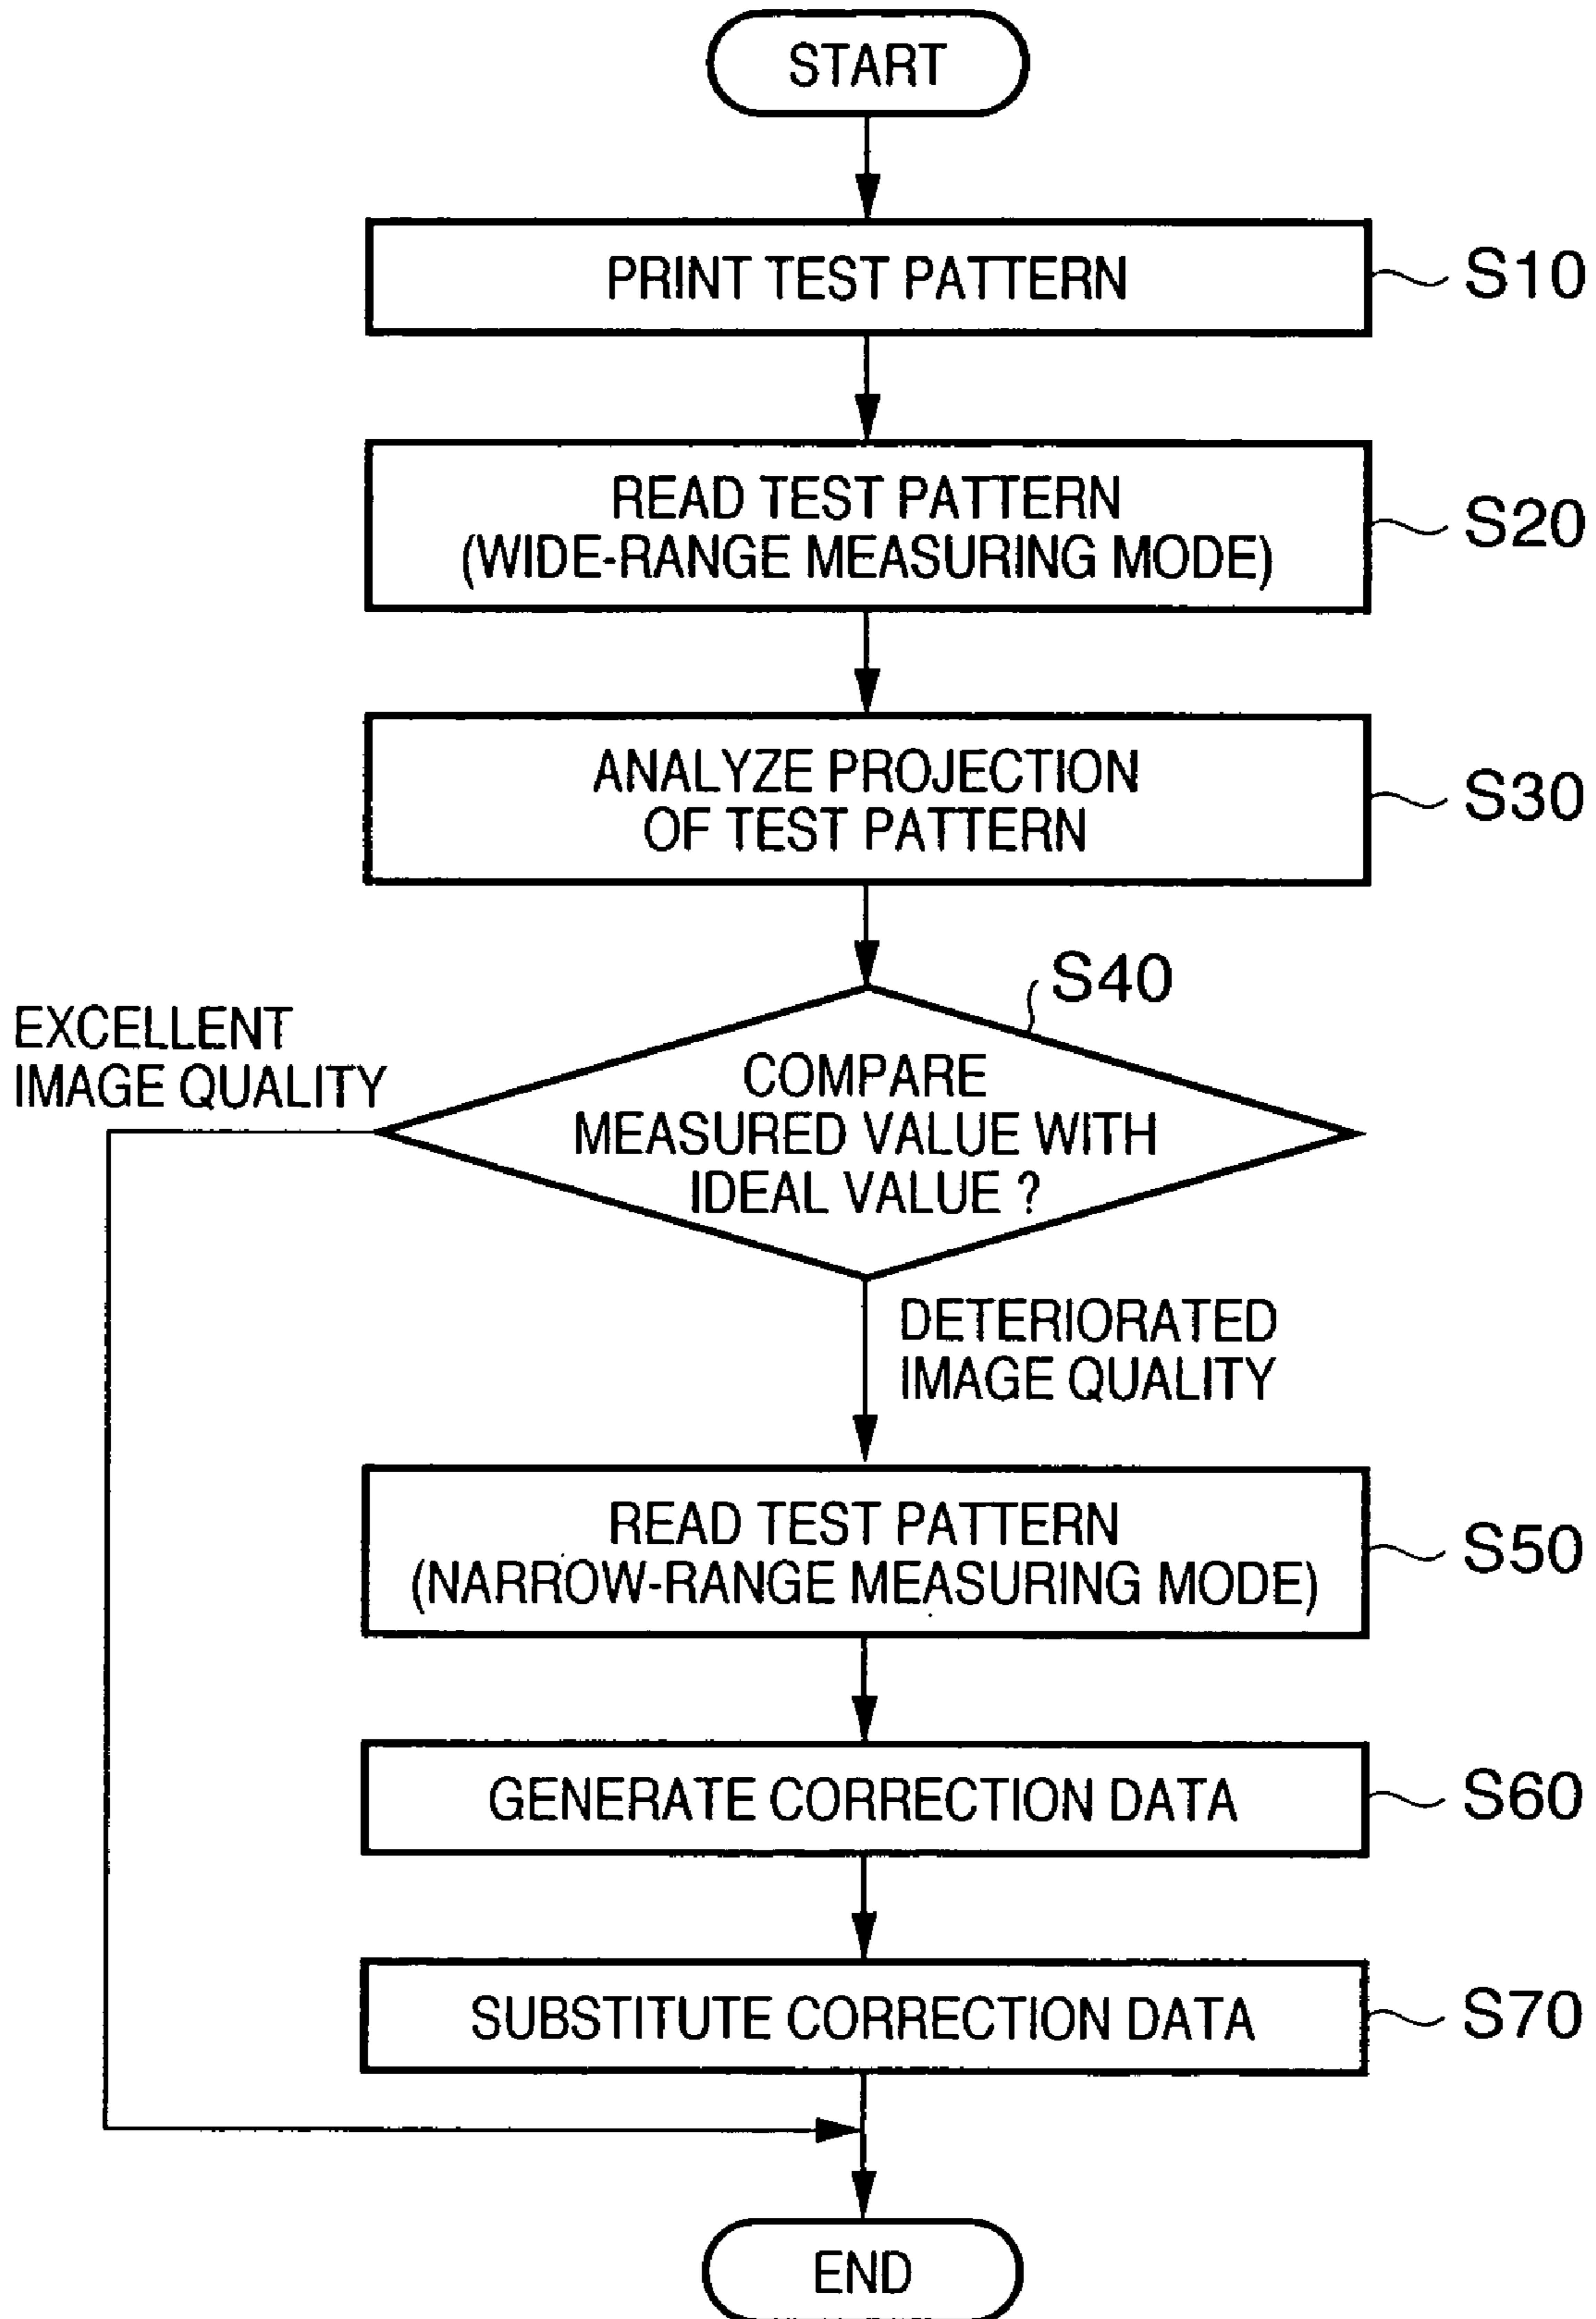 START
PRINT TEST PATTERN
S10
READ TEST PATTERN
(WIDE-RANGE MEASURING MODE)
S20
ANALYZE PROJECTION
OF TEST PATTERN
S30
S40
EXCELLENT
IMAGE QUALITY
COMPARE
MEASURED VALUE WITH
IDEAL VALUE ?
DETERIORATED
IMAGE QUALITY
READ TEST PATTERN
(NARROW-RANGE MEASURING MODE)
S50
GENERATE CORRECTION DATA
S60
SUBSTITUTE CORRECTION DATA
S70
END